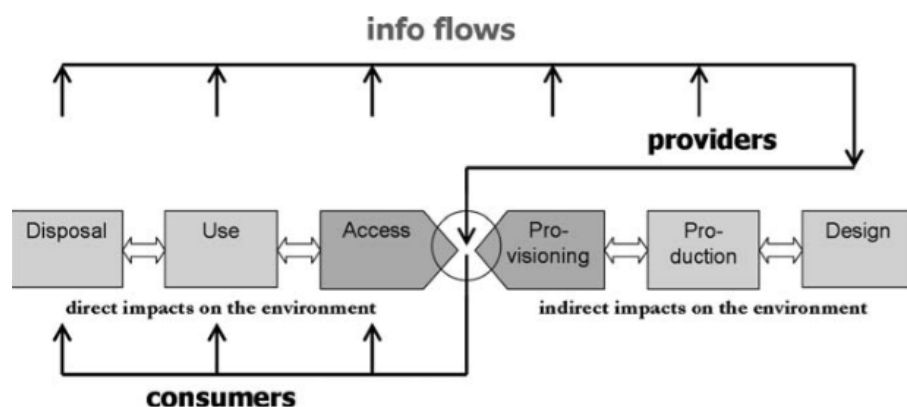 info flows
providers
Disposal
Use
Access
Pro-
visioning
Pro-
duction
Design
direct impacts on the environment
indirect impacts on the environment
consumers